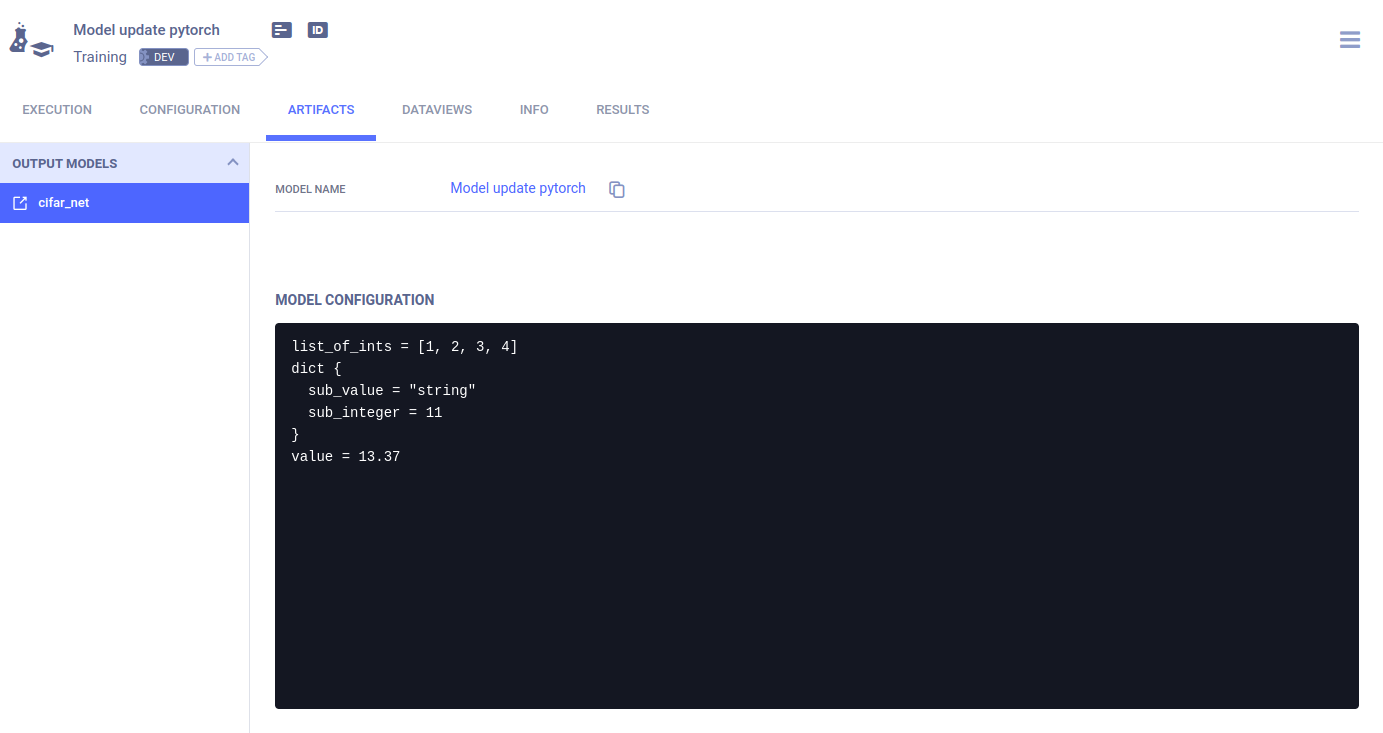 Model update pytorch
ID
Training DEV + ADD TAG
EXECUTION CONFIGURATION ARTIFACTS DATAVIEWS INFO RESULTS
OUTPUT MODELS
cifar_net
MODEL NAME Model update pytorch
MODEL CONFIGURATION
list_of_ints = [1, 2, 3, 4]
dict {
  sub_value = "string"
  sub_integer = 11
}
value = 13.37